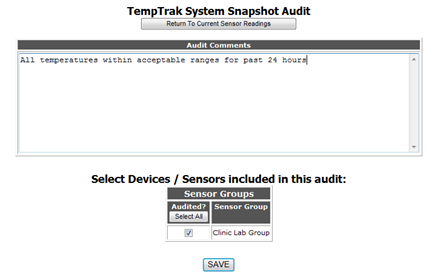 TempTrak System Snapshot Audit
Return To Current Sensor Readings
Audit Comments
All temperatures within acceptable ranges for past 24 hours
Select Devices / Sensors included in this audit:
Sensor Groups
Audited? Sensor Group
Select All
Clinic Lab Group
SAVE